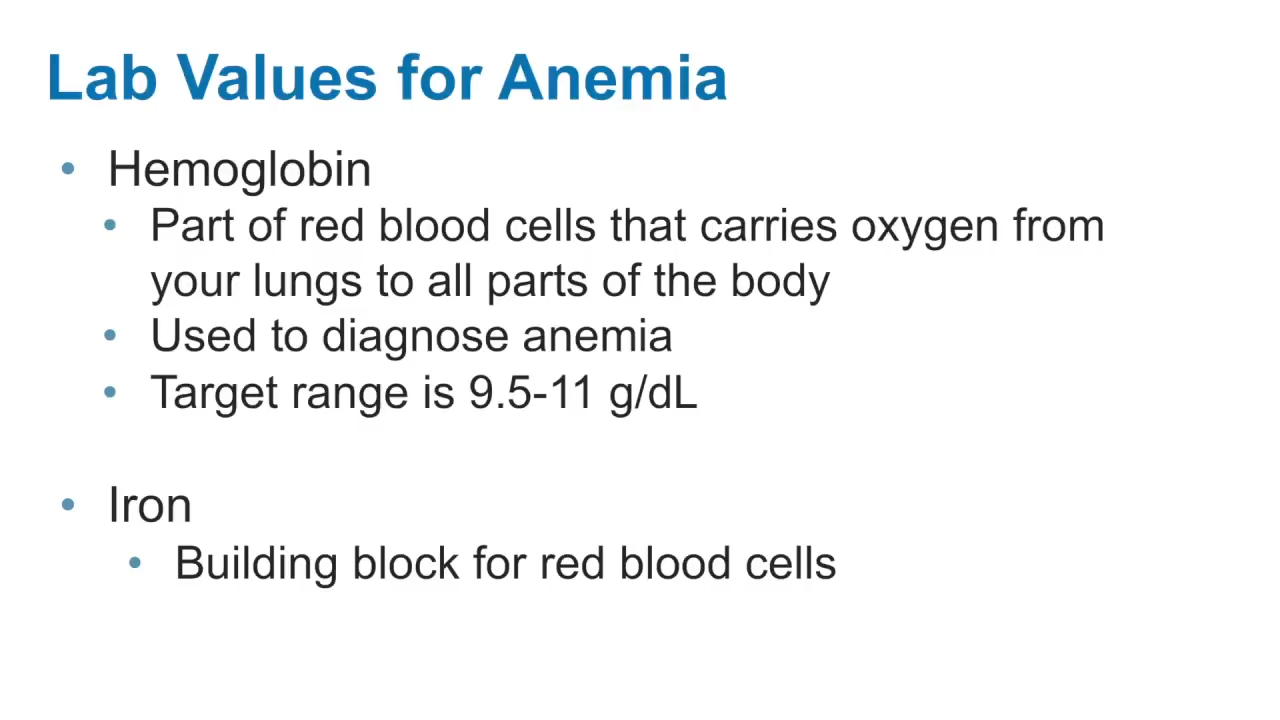 Lab Values for Anemia
• Hemoglobin
• Part of red blood cells that carries oxygen from
your lungs to all parts of the body
• Used to diagnose anemia
• Target range is 9.5-11 g/dL
• Iron
• Building block for red blood cells